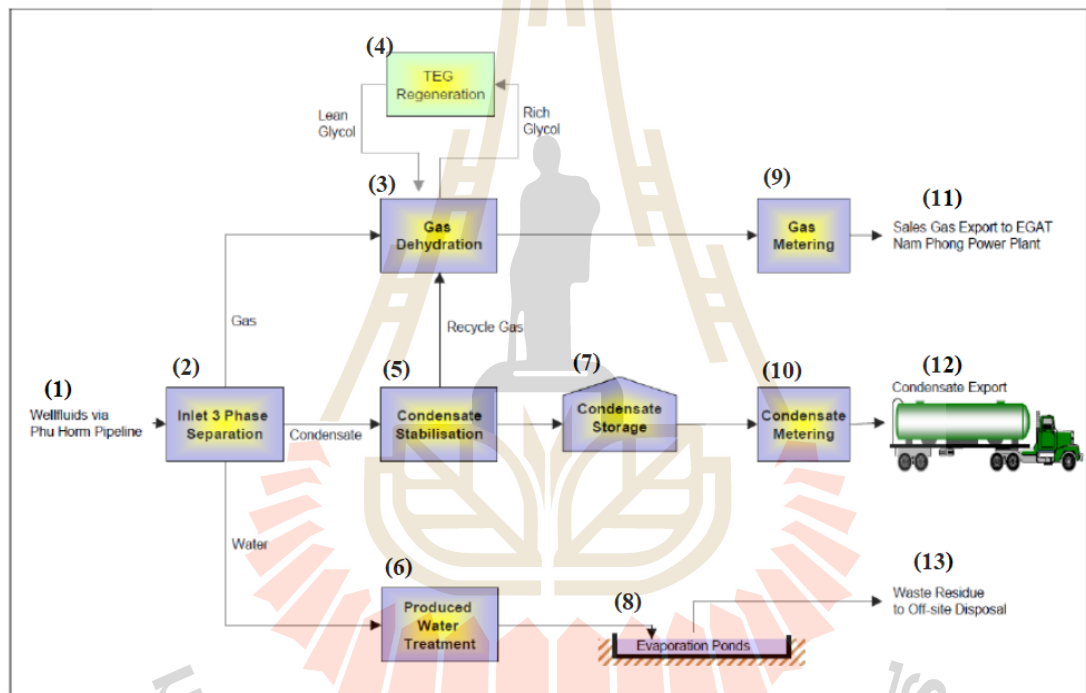 (4)
TEG
Regeneration
Lean
Glycol
Rich
Glycol
(3)
Gas
Dehydration
(9)
Gas
Metering
(11)
Sales Gas Export to EGAT
Nam Phong Power Plant
Gas
Recycle Gas
(1)
Wellfluids via
Phu Horm Pipeline
(2)
Inlet 3 Phase
Separation
Condensate
(5)
Condensate
Stabilisation
(7)
Condensate
Storage
(10)
Condensate
Metering
(12)
Condensate Export
Water
(6)
Produced
Water
Treatment
(8)
Evaporation Ponds
(13)
Waste Residue
to Off-site Disposal